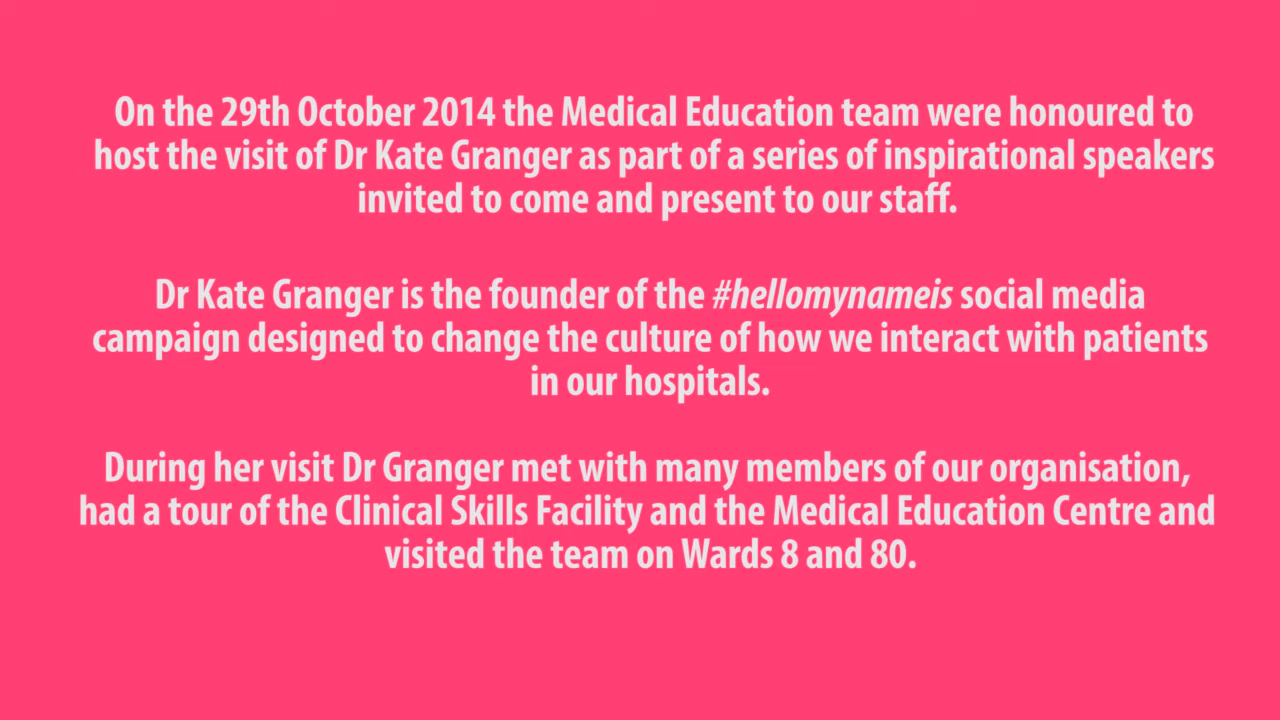 On the 29th October 2014 the Medical Education team were honoured to
host the visit of Dr Kate Granger as part of a series of inspirational speakers
invited to come and present to our staff.
Dr Kate Granger is the founder of the #hellomynameis social media
campaign designed to change the culture of how we interact with patients
in our hospitals.
During her visit Dr Granger met with many members of our organisation,
had a tour of the Clinical Skills Facility and the Medical Education Centre and
visited the team on Wards 8 and 80.